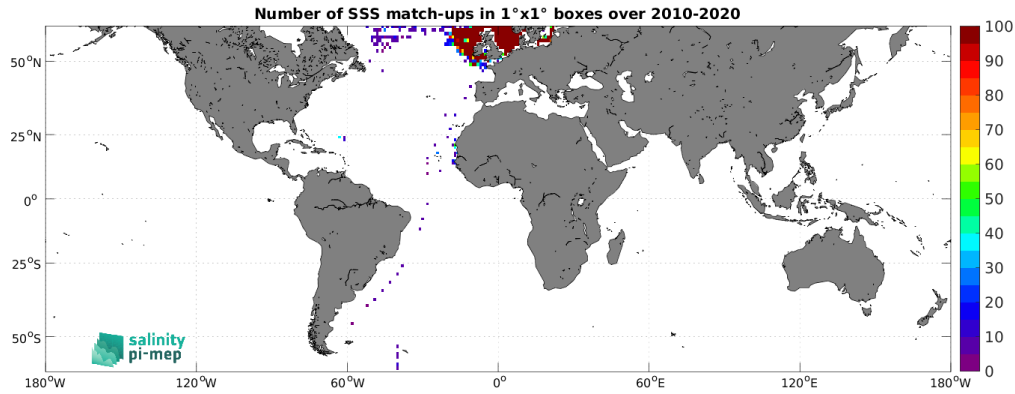 Number of SSS match-ups in 1°x1° boxes over 2010-2020
100
90
80
70
60
50
40
30
20
10
0
50°N
25°N
0°
25°S
50°S
salinity
pi-mep
180°W 120°W 60°W 0° 60°E 120°E 180°W